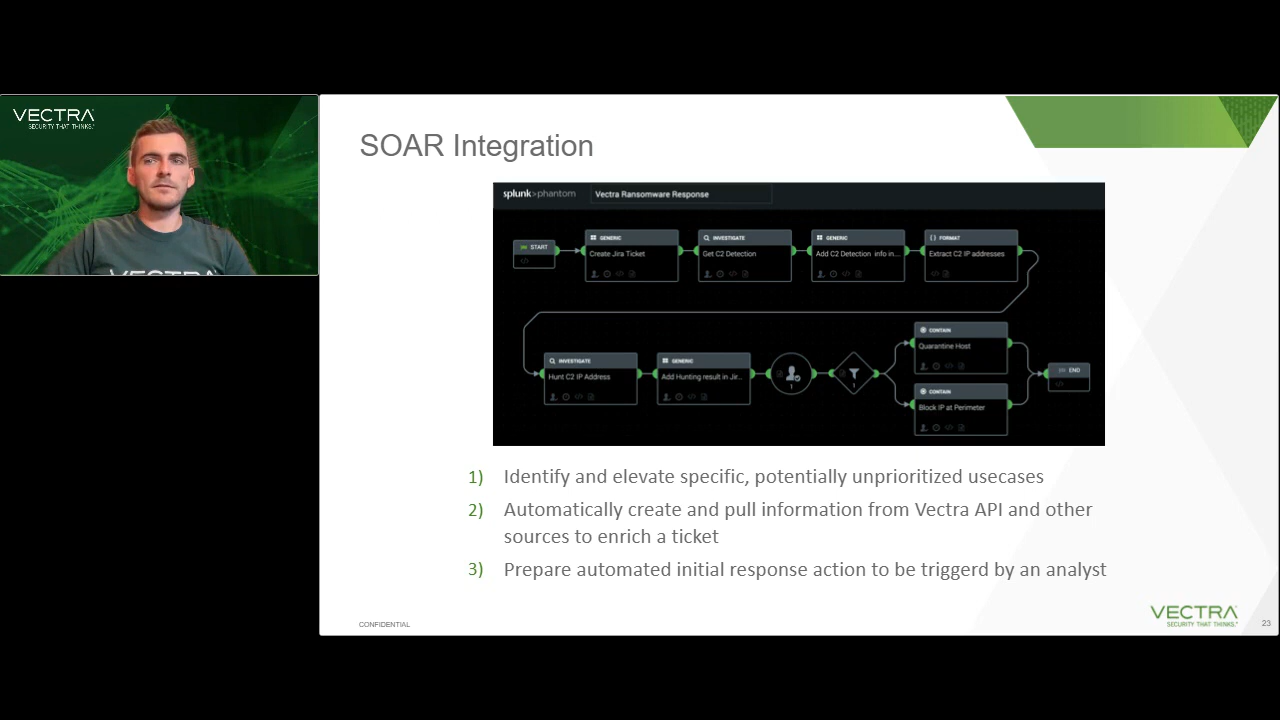 VECTRA
SECURITY THAT THINKS.
VECTRA
SOAR Integration
splunk>phantom
Vectra Ransomware Response
START
GENERIC
Create Jira Ticket
INVESTIGATE
Get C2 Detection
GENERIC
Add C2 Detection info in...
FORMAT
Extract C2 IP addresses
INVESTIGATE
Hunt C2 IP Address
GENERIC
Add Hunting result in Jir...
1
1
CONTAIN
Quarantine Host
CONTAIN
Block IP at Perimeter
END
1) Identify and elevate specific, potentially unprioritized usecases
2) Automatically create and pull information from Vectra API and other
sources to enrich a ticket
3) Prepare automated initial response action to be triggerd by an analyst
CONFIDENTIAL
VECTRA
SECURITY THAT THINKS.
23